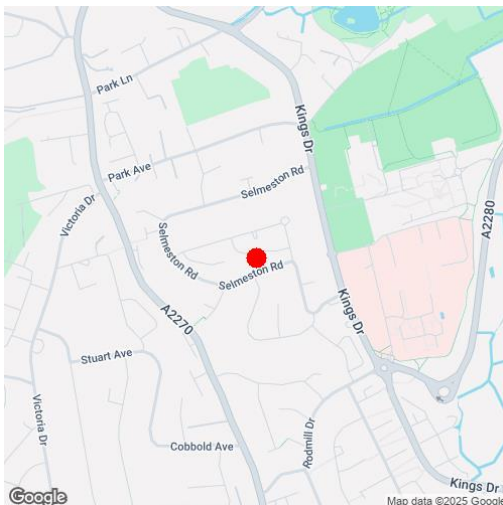 Park Ln
Kings Dr
Park Ave
Selmeston Rd
Victoria Dr
A2280
Selmeston Rd
Selmeston Rd
A2270
Kings Dr
Stuart Ave
Victoria Dr
Rodmill Dr
Cobbold Ave
Kings Dr
Google
Map data ©2025 Google